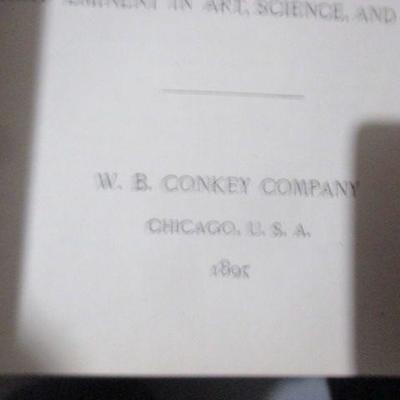 EMINENT IN ART, SCIENCE, AND
W. B. CONKEY COMPANY
CHICAGO, U. S. A.
1895